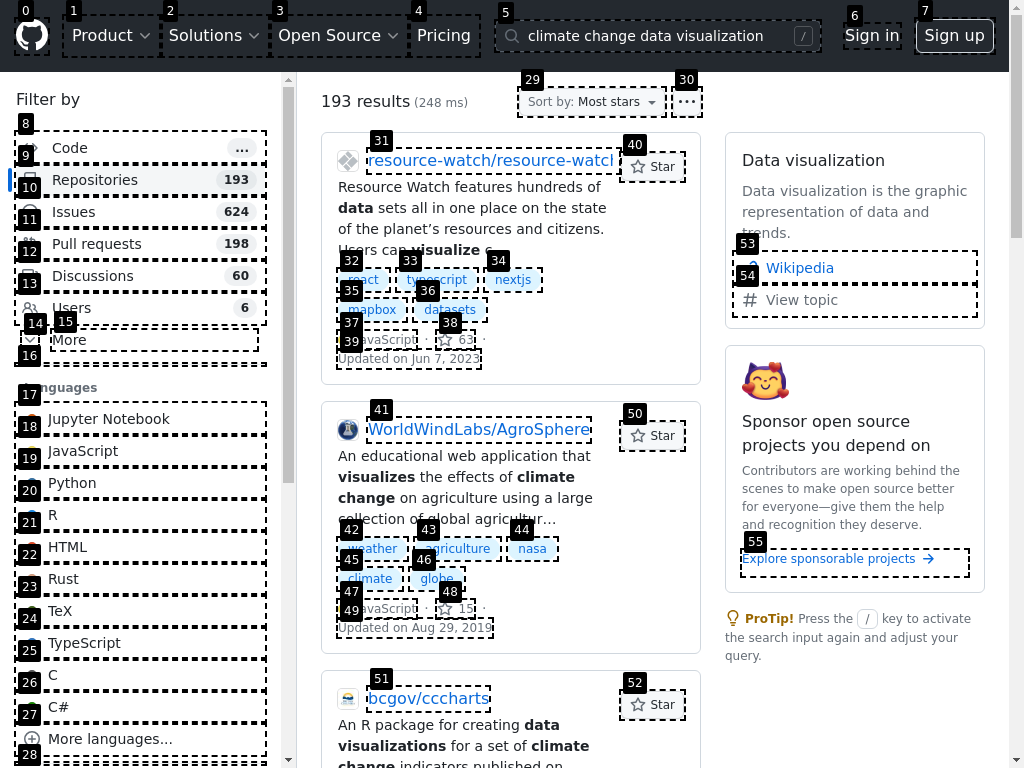 0 1 2 3 4 5 6 7
Product Solutions Open Source Pricing climate change data visualization / Sign in Sign up
Filter by
8
Code ...
9
Repositories 193
10
Issues 624
11
Pull requests 198
12
Discussions 60
13
Users 6
14 15
More
16
Languages
17
Jupyter Notebook
18
JavaScript
19
Python
20
R
21
HTML
22
Rust
23
TeX
24
TypeScript
25
C
26
C#
27
More languages...
28
193 results (248 ms)
29 30
Sort by: Most stars
31 40
resource-watch/resource-watch
Star
Resource Watch features hundreds of
data sets all in one place on the state
of the planet’s resources and citizens.
Users can visualize c
32 33 34
react typescript nextjs
35 36
mapbox datasets
37 38
JavaScript · 63 ·
39
Updated on Jun 7, 2023
41 50
WorldWindLabs/AgroSphere
Star
An educational web application that
visualizes the effects of climate
change on agriculture using a large
collection of global agricultur…
42 43 44
weather agriculture nasa
45 46
climate globe
47 48
JavaScript · 15 ·
49
Updated on Aug 29, 2019
51 52
bcgov/cccharts
Star
An R package for creating data
visualizations for a set of climate
change indicators published on
Data visualization
Data visualization is the graphic
representation of data and
trends.
53
Wikipedia
54
View topic
Sponsor open source
projects you depend on
Contributors are working behind the
scenes to make open source better
for everyone—give them the help
and recognition they deserve.
55
Explore sponsorable projects
ProTip! Press the / key to activate
the search input again and adjust your
query.